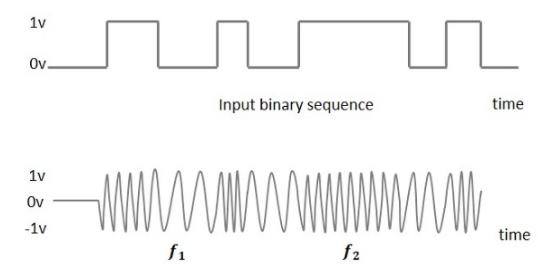 1v
0v
Input binary sequence time
1v
0v
-1v
time
f₁ f₂